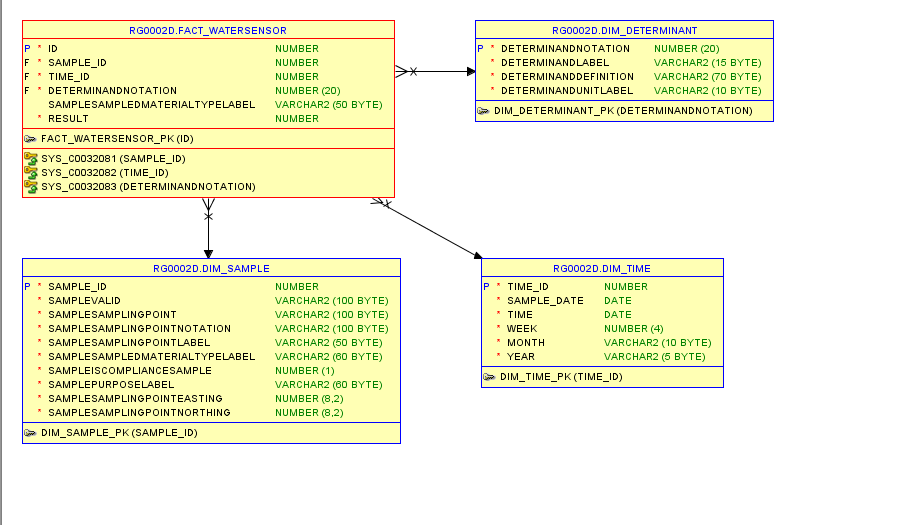 RG0002D.FACT_WATERSENSOR
P * ID NUMBER
F * SAMPLE_ID NUMBER
F * TIME_ID NUMBER
F * DETERMINANDNOTATION NUMBER (20)
SAMPLESAMPLEDMATERIALTYPELABEL VARCHAR2 (50 BYTE)
* RESULT NUMBER
FACT_WATERSENSOR_PK (ID)
SYS_C0032081 (SAMPLE_ID)
SYS_C0032082 (TIME_ID)
SYS_C0032083 (DETERMINANDNOTATION)
RG0002D.DIM_DETERMINANT
P * DETERMINANDNOTATION NUMBER (20)
* DETERMINANDLABEL VARCHAR2 (15 BYTE)
* DETERMINANDDEFINITION VARCHAR2 (70 BYTE)
* DETERMINANDUNITLABEL VARCHAR2 (10 BYTE)
DIM_DETERMINANT_PK (DETERMINANDNOTATION)
RG0002D.DIM_SAMPLE
P * SAMPLE_ID NUMBER
* SAMPLEVALID VARCHAR2 (100 BYTE)
* SAMPLESAMPLINGPOINT VARCHAR2 (100 BYTE)
* SAMPLESAMPLINGPOINTNOTATION VARCHAR2 (100 BYTE)
* SAMPLESAMPLINGPOINTLABEL VARCHAR2 (50 BYTE)
* SAMPLESAMPLEDMATERIALTYPELABEL VARCHAR2 (60 BYTE)
* SAMPLEISCOMPLIANCESAMPLE NUMBER (1)
* SAMPLEPURPOSELABEL VARCHAR2 (60 BYTE)
* SAMPLESAMPLINGPOINTEASTING NUMBER (8,2)
* SAMPLESAMPLINGPOINTNORTHING NUMBER (8,2)
DIM_SAMPLE_PK (SAMPLE_ID)
RG0002D.DIM_TIME
P * TIME_ID NUMBER
* SAMPLE_DATE DATE
* TIME DATE
* WEEK NUMBER (4)
* MONTH VARCHAR2 (10 BYTE)
* YEAR VARCHAR2 (5 BYTE)
DIM_TIME_PK (TIME_ID)